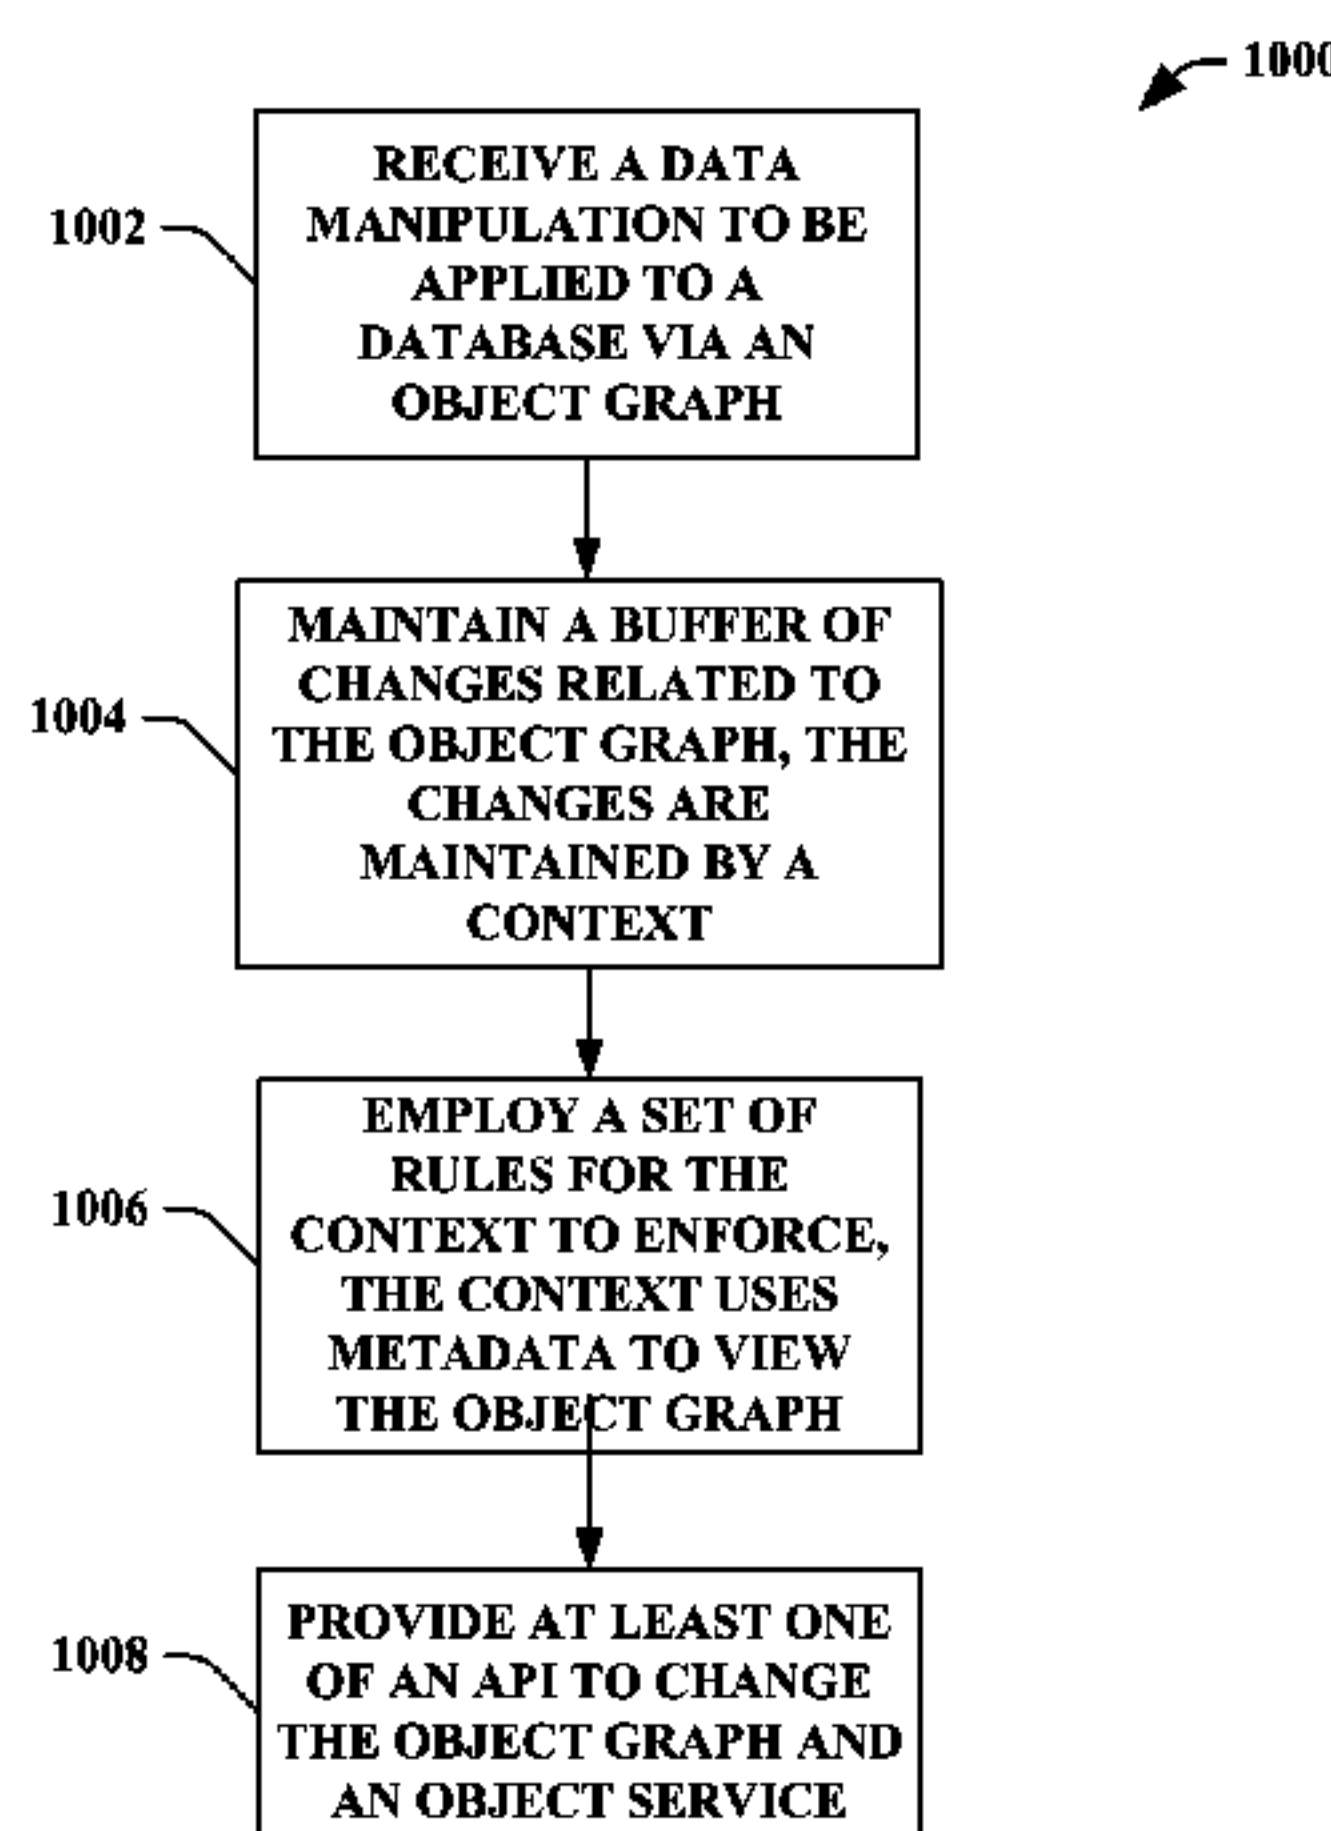 1000
RECEIVE A DATA
MANIPULATION TO BE
APPLIED TO A
DATABASE VIA AN
OBJECT GRAPH
1002
MAINTAIN A BUFFER OF
CHANGES RELATED TO
THE OBJECT GRAPH, THE
CHANGES ARE
MAINTAINED BY A
CONTEXT
1004
EMPLOY A SET OF
RULES FOR THE
CONTEXT TO ENFORCE,
THE CONTEXT USES
METADATA TO VIEW
THE OBJECT GRAPH
1006
PROVIDE AT LEAST ONE
OF AN API TO CHANGE
THE OBJECT GRAPH AND
AN OBJECT SERVICE
1008